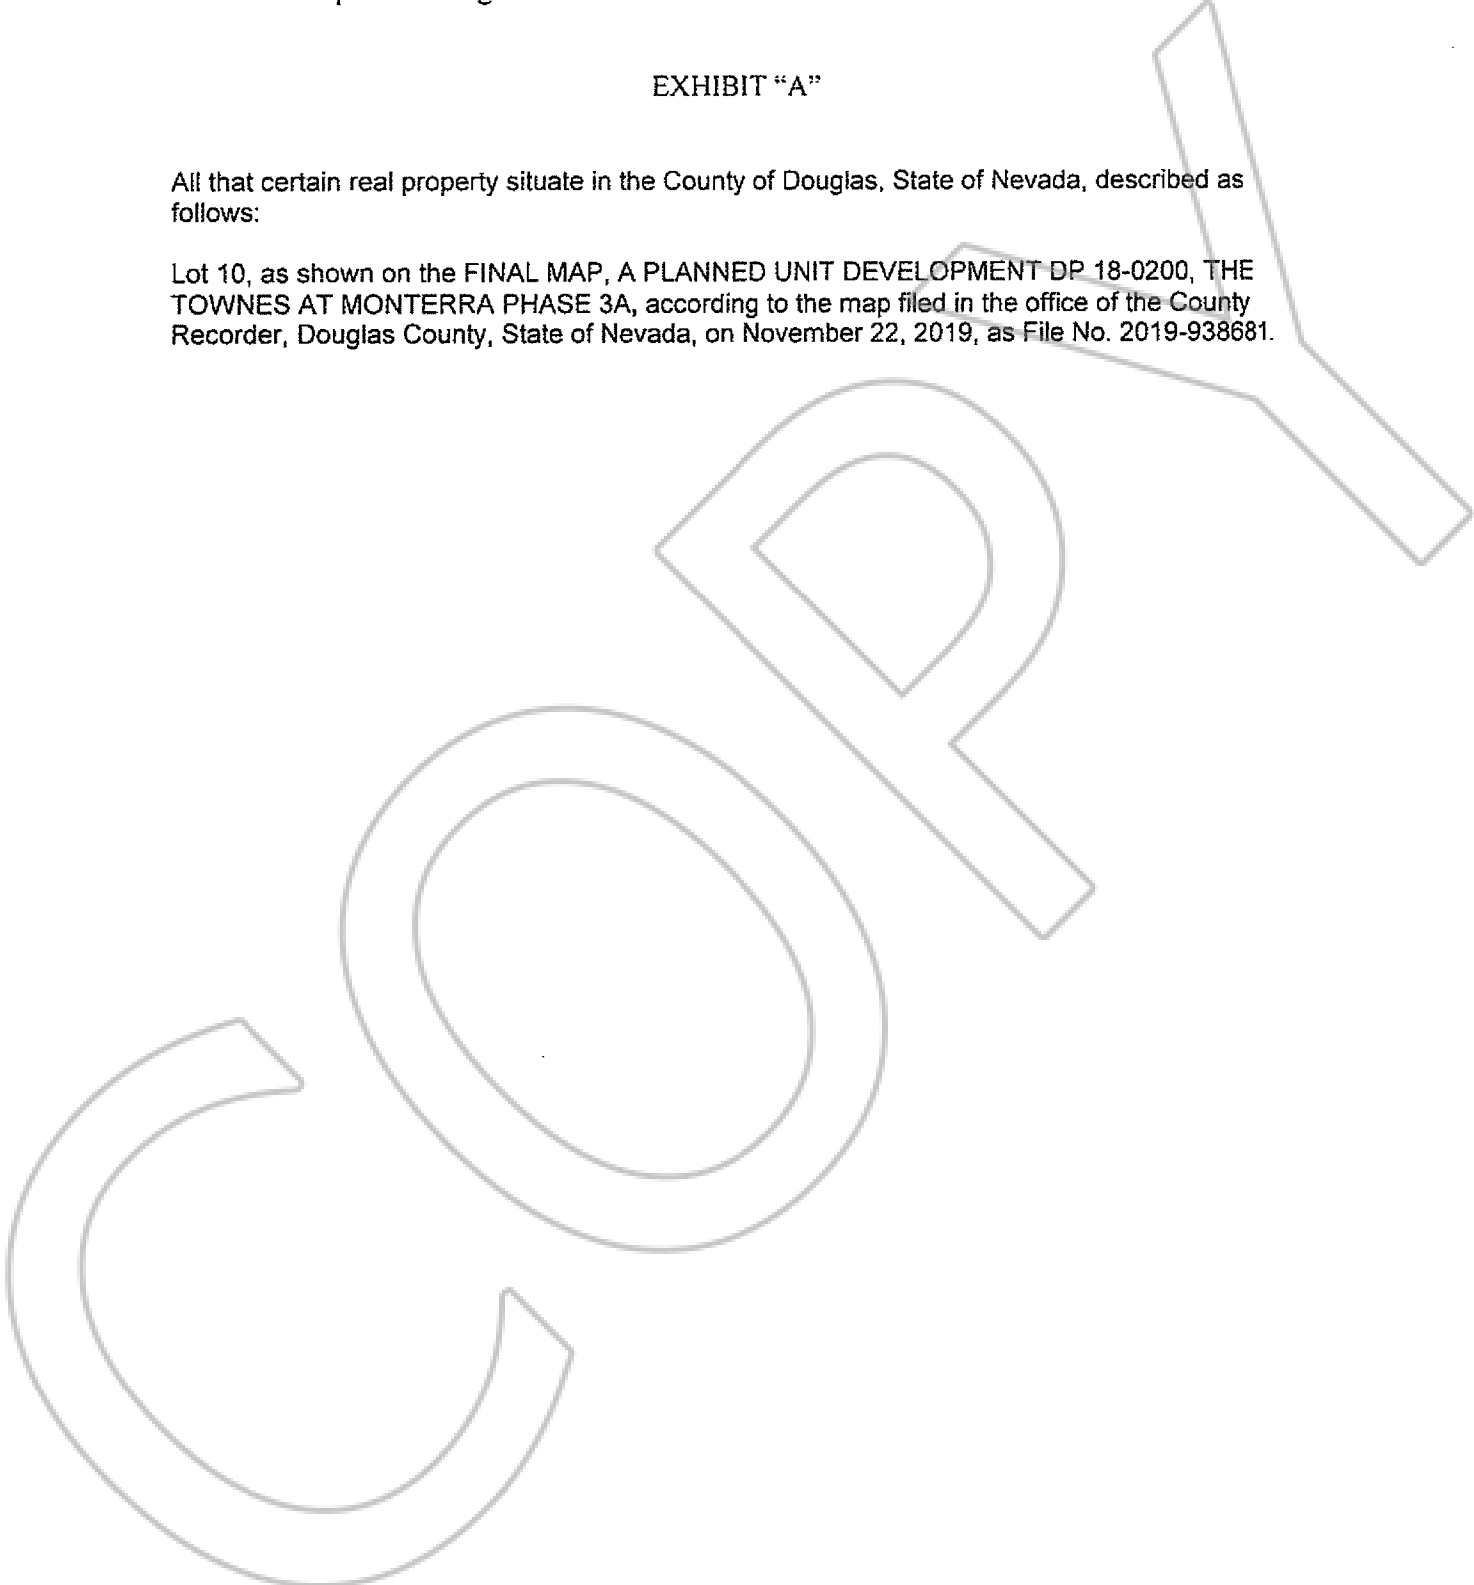 EXHIBIT “A”
All that certain real property situate in the County of Douglas, State of Nevada, described as
follows:
Lot 10, as shown on the FINAL MAP, A PLANNED UNIT DEVELOPMENT DP 18-0200, THE
TOWNES AT MONTERRA PHASE 3A, according to the map filed in the office of the County
Recorder, Douglas County, State of Nevada, on November 22, 2019, as File No. 2019-938681.
COPY